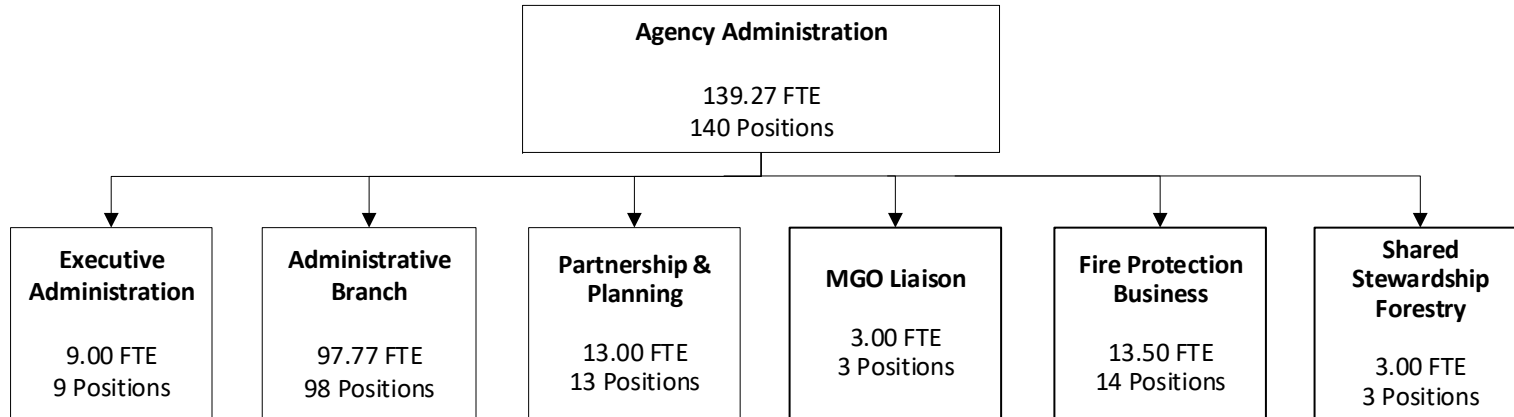 Agency Administration
139.27 FTE
140 Positions
Executive
Administration
9.00 FTE
9 Positions
Administrative
Branch
97.77 FTE
98 Positions
Partnership &
Planning
13.00 FTE
13 Positions
MGO Liaison
3.00 FTE
3 Positions
Fire Protection
Business
13.50 FTE
14 Positions
Shared
Stewardship
Forestry
3.00 FTE
3 Positions